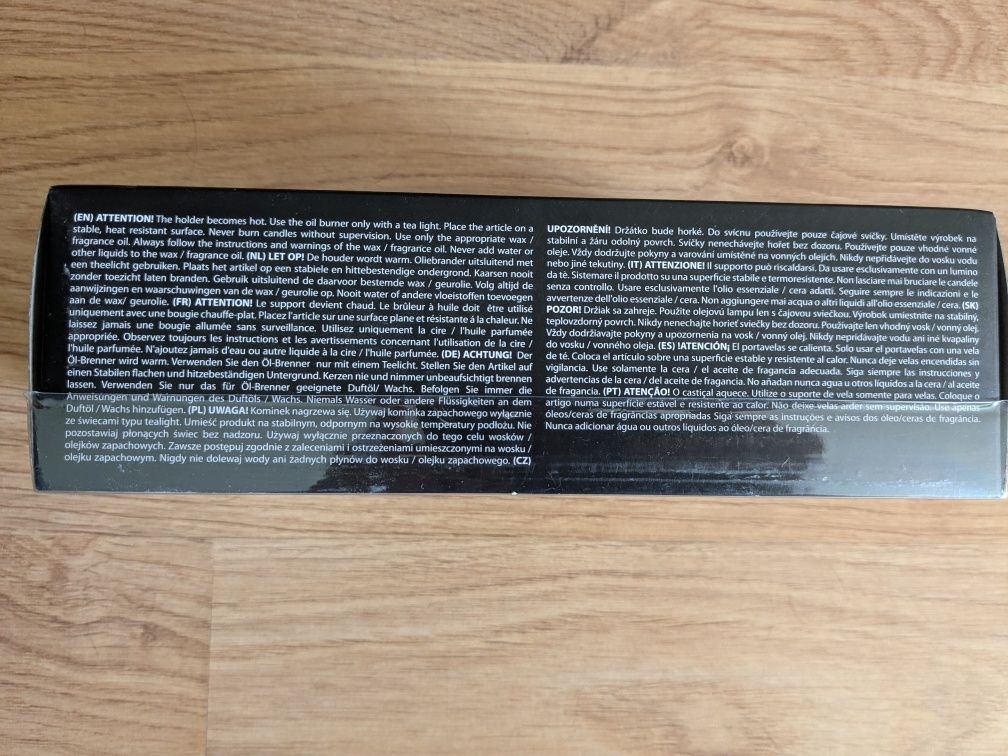 (EN) ATTENTION! The holder becomes hot. Use the oil burner only with a tea light. Place the article on a
stable, heat resistant surface. Never burn candles without supervision. Use only the appropriate wax /
fragrance oil. Always follow the instructions and warnings of the wax / fragrance oil. Never add water or
other liquids to the wax / fragrance oil. (NL) LET OP! De houder wordt warm. Oliebrander uitsluitend met
een theelicht gebruiken. Plaats het artikel op een stabiele en hittebestendige ondergrond. Kaarsen nooit
zonder toezicht laten branden. Gebruik uitsluitend de daarvoor bestemde wax / geurolie. Volg altijd de
aanwijzingen en waarschuwingen van de wax / geurolie op. Nooit water of andere vloeistoffen toevoegen
aan de wax/ geurolie. (FR) ATTENTION! Le support devient chaud. Le brûleur à huile doit être utilisé
uniquement avec une bougie chauffe-plat. Placez l'article sur une surface plane et résistante à la chaleur. Ne
laissez jamais une bougie allumée sans surveillance. Utilisez uniquement la cire / l'huile parfumée
appropriée. Observez toujours les instructions et les avertissements concernant l'utilisation de la cire /
l'huile parfumée. N'ajoutez jamais d'eau ou autre liquide à la cire / l'huile parfumée. (DE) ACHTUNG! Der
Öl-Brenner wird warm. Verwenden Sie den Öl-Brenner nur mit einem Teelicht. Stellen Sie den Artikel auf
einen Stabilen flachen und hitzebeständigen Untergrund. Kerzen nie und nimmer unbeaufsichtigt brennen
lassen. Verwenden Sie nur das für Öl-Brenner geeignete Duftöl/ Wachs. Befolgen Sie immer die
Anweisungen und Warnungen des Duftöls / Wachs. Niemals Wasser oder andere Flüssigkeiten an dem
Duftöl / Wachs hinzufügen. (PL) UWAGA! Kominek nagrzewa się. Używaj kominka zapachowego wyłącznie
ze świecami typu tealight. Umieść produkt na stabilnym, odpornym na wysokie temperatury podłożu. Nie
pozostawiaj płonących świec bez nadzoru. Używaj wyłącznie przeznaczonych do tego celu wosków /
olejków zapachowych. Zawsze postępuj zgodnie z zaleceniami i ostrzeżeniami umieszczonymi na wosku /
olejku zapachowym. Nigdy nie dolewaj wody ani żadnych płynów do wosku / olejku zapachowego. (CZ)
UPOZORNĚNÍ! Držátko bude horké. Do svícnu používejte pouze čajové svíčky. Umístěte výrobek na
stabilní a žáru odolný povrch. Svíčky nenechávejte hořet bez dozoru. Používejte pouze vhodné vonné
oleje. Vždy dodržujte pokyny a varování umístěné na vonných olejích. Nikdy nepřidávejte do vosku vodu
nebo jiné tekutiny. (IT) ATTENZIONE! Il supporto può riscaldarsi. Da usare esclusivamente con un lumino
da tè. Sistemare il prodotto su una superficie stabile e termoresistente. Non lasciare mai bruciare le candele
senza controllo. Usare esclusivamente l'olio essenziale / cera adatti. Seguire sempre le indicazioni e le
avvertenze dell'olio essenziale / cera. Non aggiungere mai acqua o altri liquidi all'olio essenziale / cera. (SK)
POZOR! Držiak sa zahreje. Použite olejovú lampu len s čajovou sviečkou. Výrobok umiestnite na stabilný,
teplovzdorný povrch. Nikdy nenechajte horieť sviečky bez dozoru. Používajte len vhodný vosk / vonný olej.
Vždy dodržiavajte pokyny a upozornenia na vosk / vonný olej. Nikdy nepridávajte vodu ani iné kvapaliny
do vosku / vonného oleja. (ES) !ATENCIÓN¡ El portavelas se calienta. Solo usar el portavelas con una vela
de té. Coloca el artículo sobre una superficie estable y resistente al calor. Nunca deje velas encendidas sin
vigilancia. Use solamente la cera / el aceite de fragancia adecuada. Siga siempre las instrucciones y
advertencias de la cera / del aceite de fragancia. No añadan nunca agua u otros líquidos a la cera / al aceite
de fragancia. (PT) ATENÇÃO! O castiçal aquece. Utilize o suporte de vela somente para velas. Coloque o
artigo numa superfície estável e resistente ao calor. Não deixe velas arder sem supervisão. Use apenas
óleos/ceras de fragrâncias apropriadas Siga sempre as instruções e avisos dos óleo/ceras de fragrância.
Nunca adicionar água ou outros líquidos ao óleo/cera de fragrância.